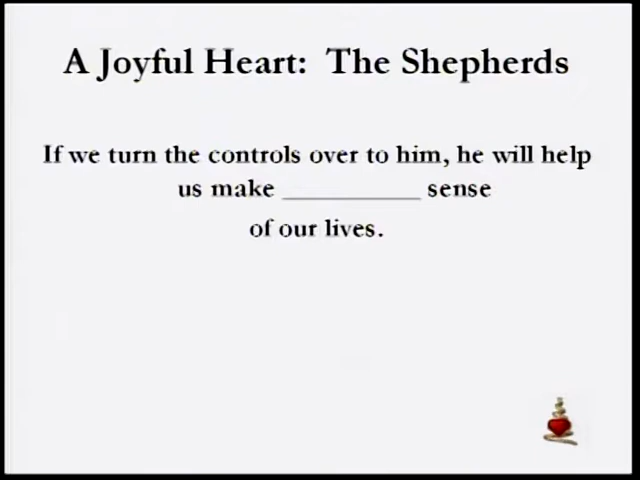 A Joyful Heart: The Shepherds
If we turn the controls over to him, he will help
us make __________ sense
of our lives.